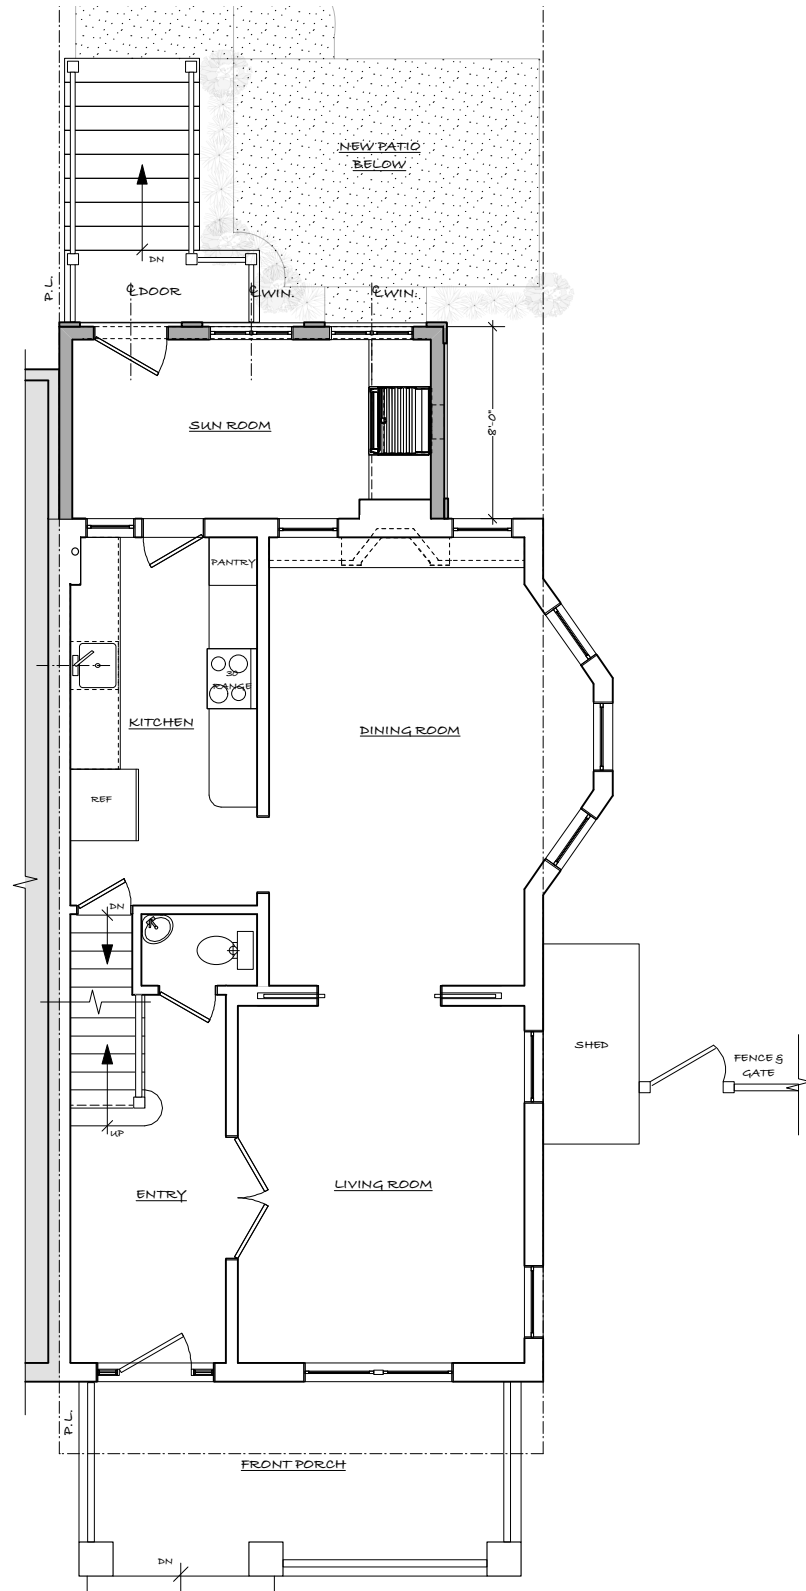 NEW PATIO
BELOW
DN
P.L.
℄DOOR
℄WIN.
℄WIN.
8'-0"
SUN ROOM
PANTRY
30
RANGE
KITCHEN
DINING ROOM
REF
DN
SHED
FENCE &
GATE
UP
ENTRY
LIVING ROOM
P.L.
FRONT PORCH
DN